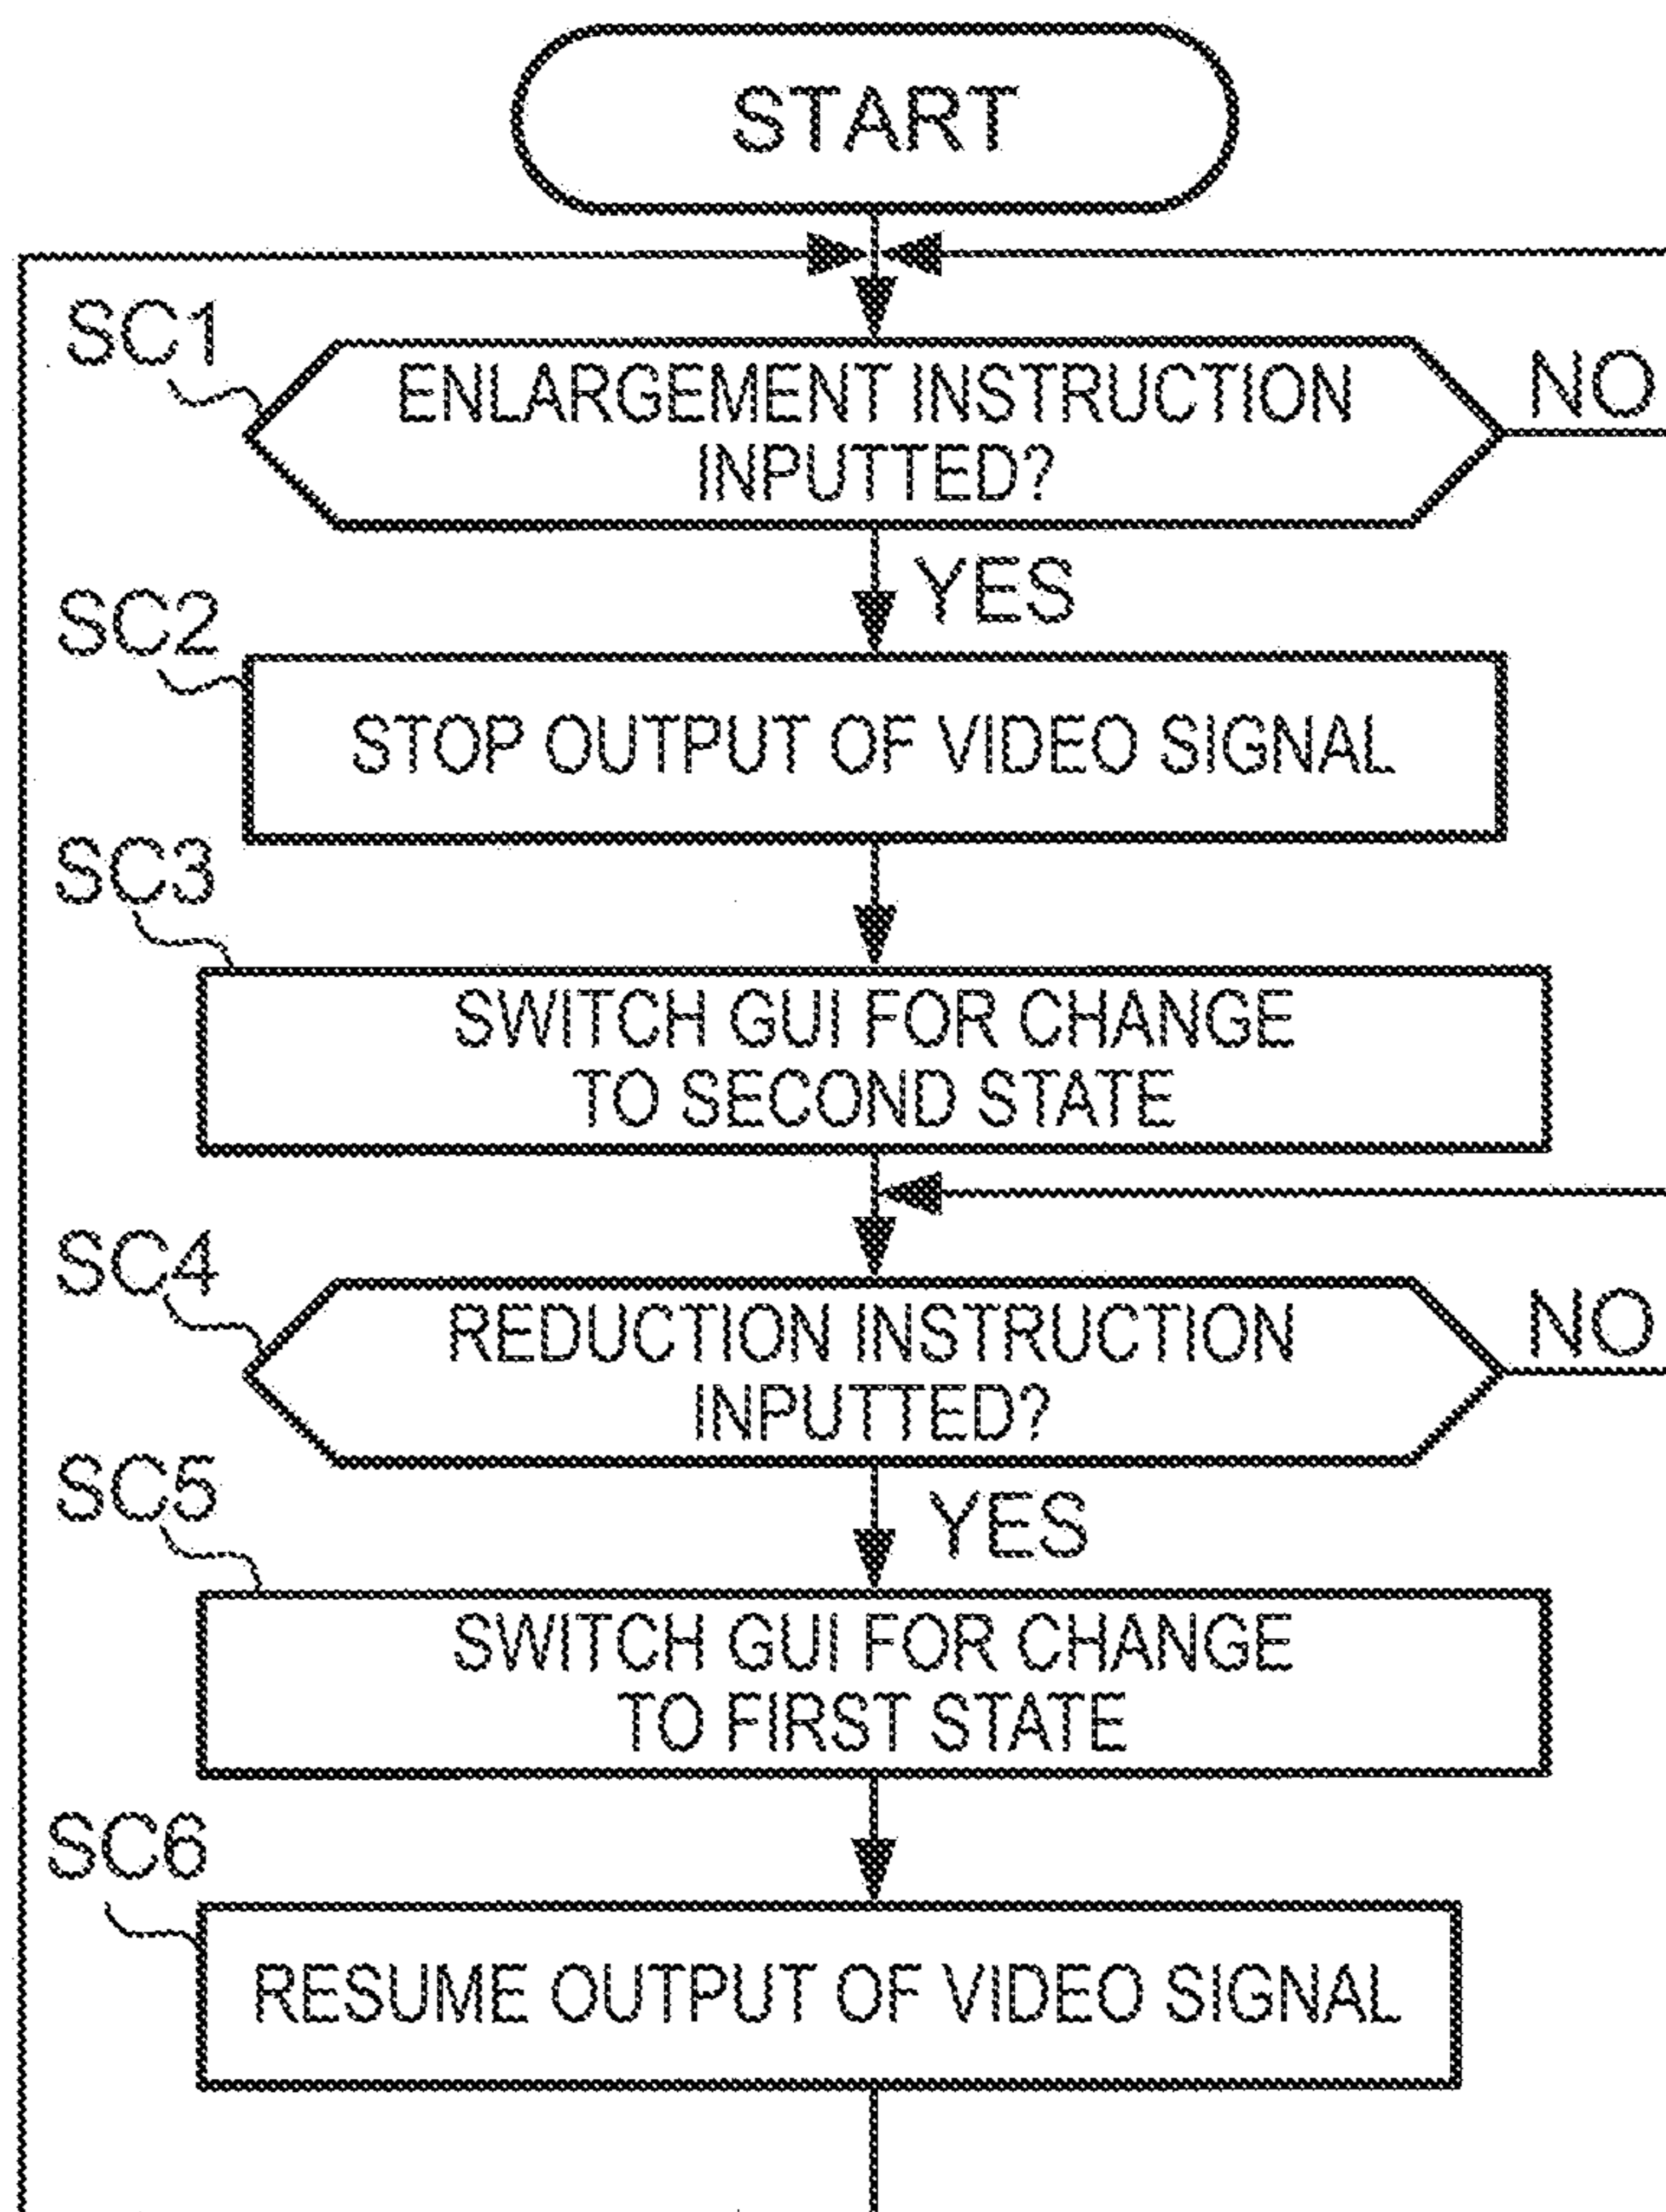 START
SC1
ENLARGEMENT INSTRUCTION
INPUTTED?
NO
YES
SC2
STOP OUTPUT OF VIDEO SIGNAL
SC3
SWITCH GUI FOR CHANGE
TO SECOND STATE
SC4
REDUCTION INSTRUCTION
INPUTTED?
NO
YES
SC5
SWITCH GUI FOR CHANGE
TO FIRST STATE
SC6
RESUME OUTPUT OF VIDEO SIGNAL